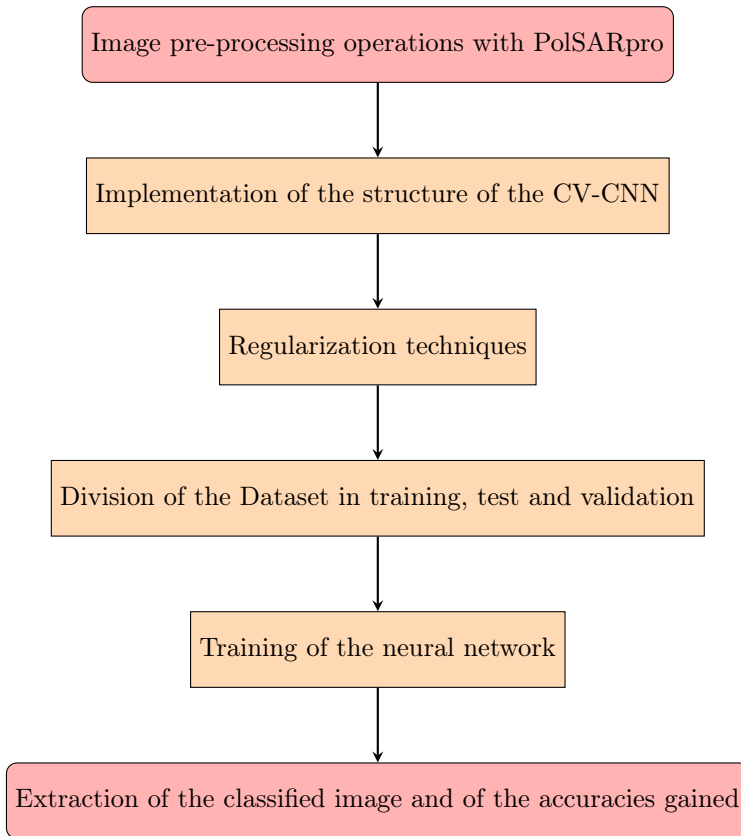 Image pre-processing operations with PolSARpro
Implementation of the structure of the CV-CNN
Regularization techniques
Division of the Dataset in training, test and validation
Training of the neural network
Extraction of the classified image and of the accuracies gained